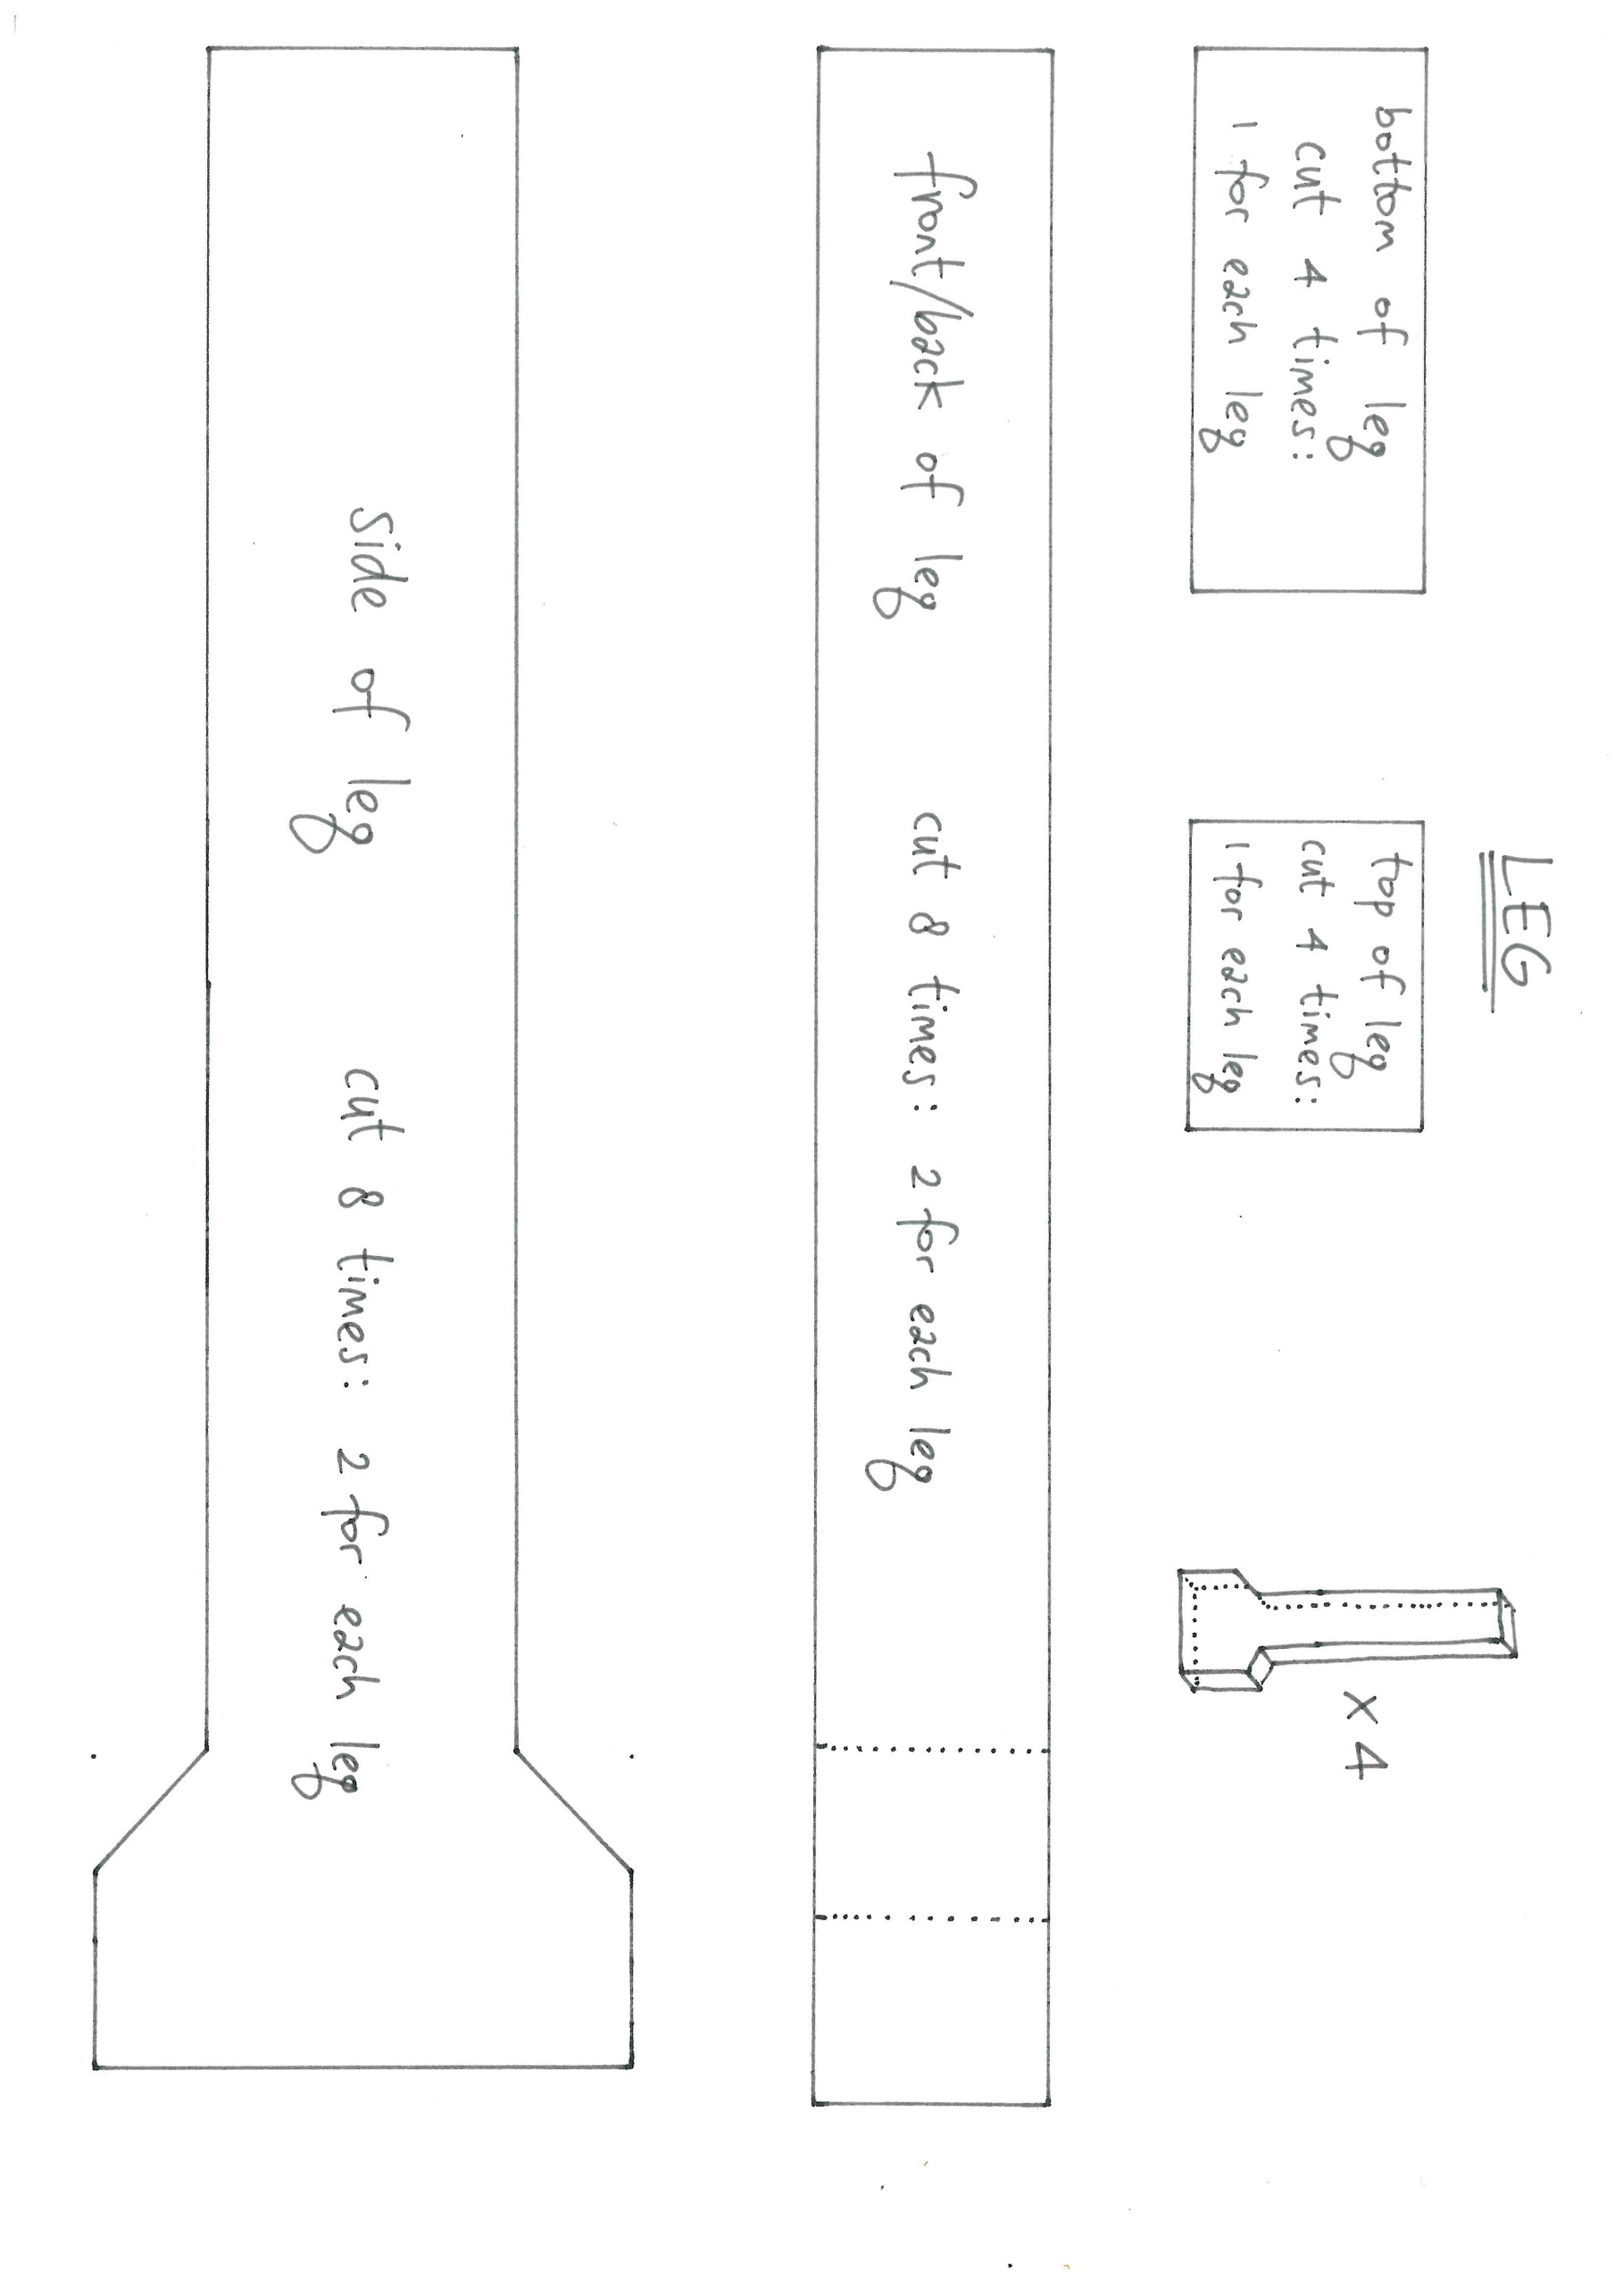 LEG
bottom of leg
cut 4 times:
1 for each leg
top of leg
cut 4 times:
1 for each leg
x 4
front/back of leg cut 8 times: 2 for each leg
side of leg cut 8 times: 2 for each leg